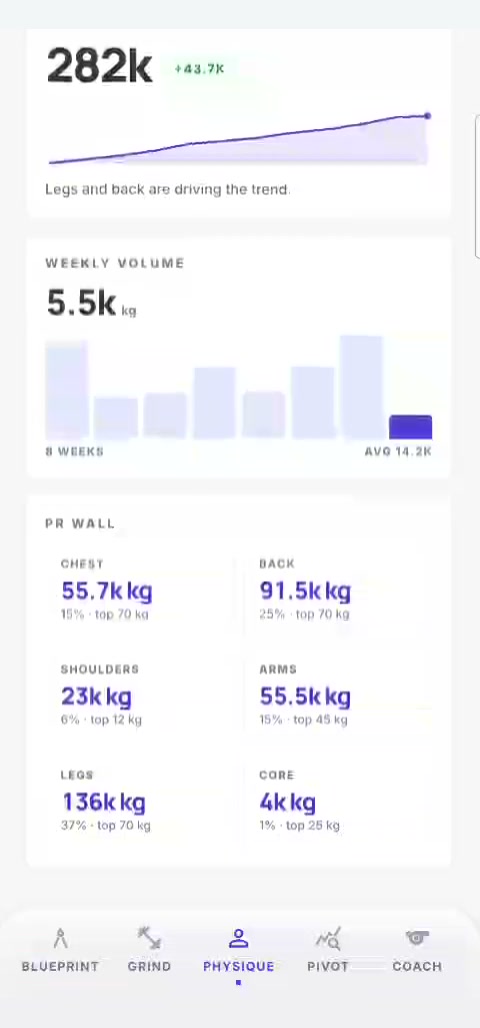 282k +43.7K
Legs and back are driving the trend.
WEEKLY VOLUME
5.5k kg
8 WEEKS AVG 14.2K
PR WALL
CHEST BACK
55.7k kg 91.5k kg
15% · top 70 kg 25% · top 70 kg
SHOULDERS ARMS
23k kg 55.5k kg
6% · top 12 kg 15% · top 45 kg
LEGS CORE
136k kg 4k kg
37% · top 70 kg 1% · top 25 kg
BLUEPRINT GRIND PHYSIQUE PIVOT COACH